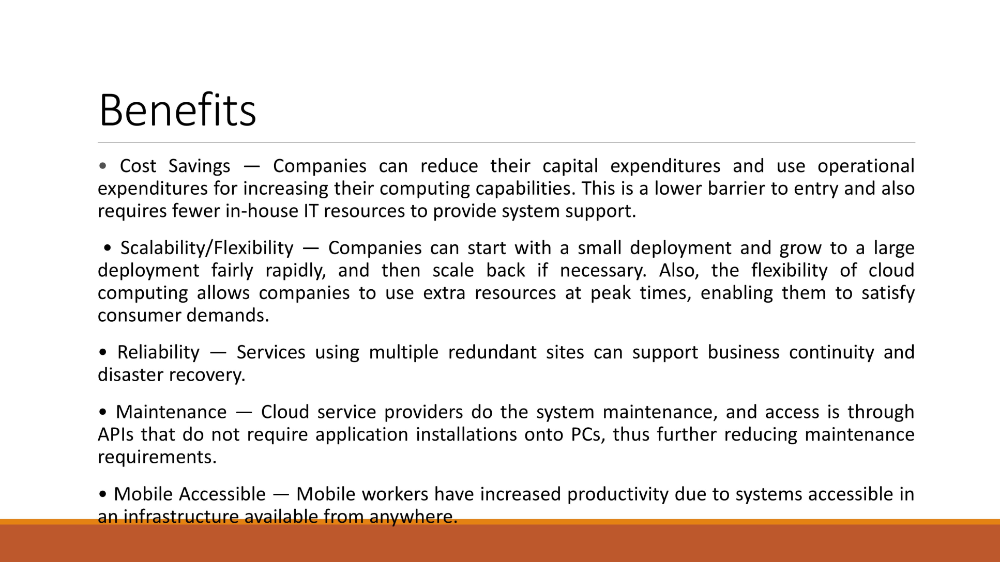 Benefits
• Cost Savings — Companies can reduce their capital expenditures and use operational
expenditures for increasing their computing capabilities. This is a lower barrier to entry and also
requires fewer in-house IT resources to provide system support.
• Scalability/Flexibility — Companies can start with a small deployment and grow to a large
deployment fairly rapidly, and then scale back if necessary. Also, the flexibility of cloud
computing allows companies to use extra resources at peak times, enabling them to satisfy
consumer demands.
• Reliability — Services using multiple redundant sites can support business continuity and
disaster recovery.
• Maintenance — Cloud service providers do the system maintenance, and access is through
APIs that do not require application installations onto PCs, thus further reducing maintenance
requirements.
• Mobile Accessible — Mobile workers have increased productivity due to systems accessible in
an infrastructure available from anywhere.